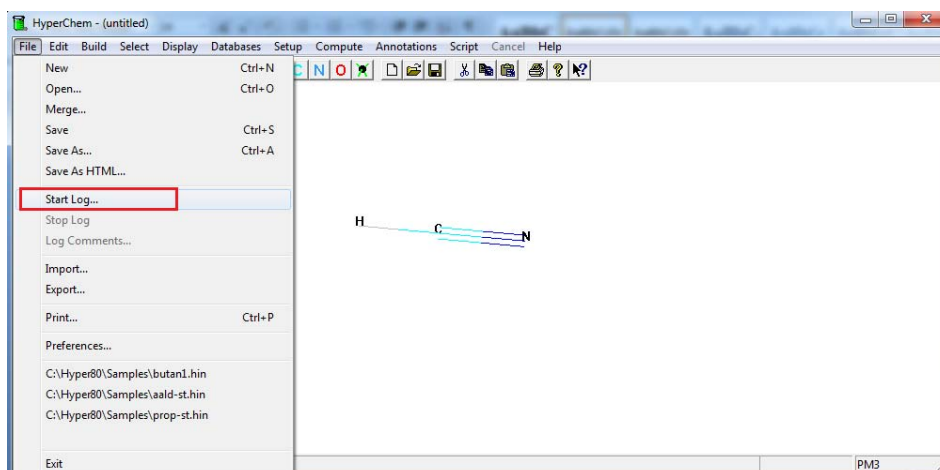 HyperChem - (untitled)
File Edit Build Select Display Databases Setup Compute Annotations Script Cancel Help
C N O
New Ctrl+N
Open... Ctrl+O
Merge...
Save Ctrl+S
Save As... Ctrl+A
Save As HTML...
Start Log...
Stop Log
Log Comments...
Import...
Export...
Print... Ctrl+P
Preferences...
C:\Hyper80\Samples\butan1.hin
C:\Hyper80\Samples\aald-st.hin
C:\Hyper80\Samples\prop-st.hin
Exit
H C N
PM3